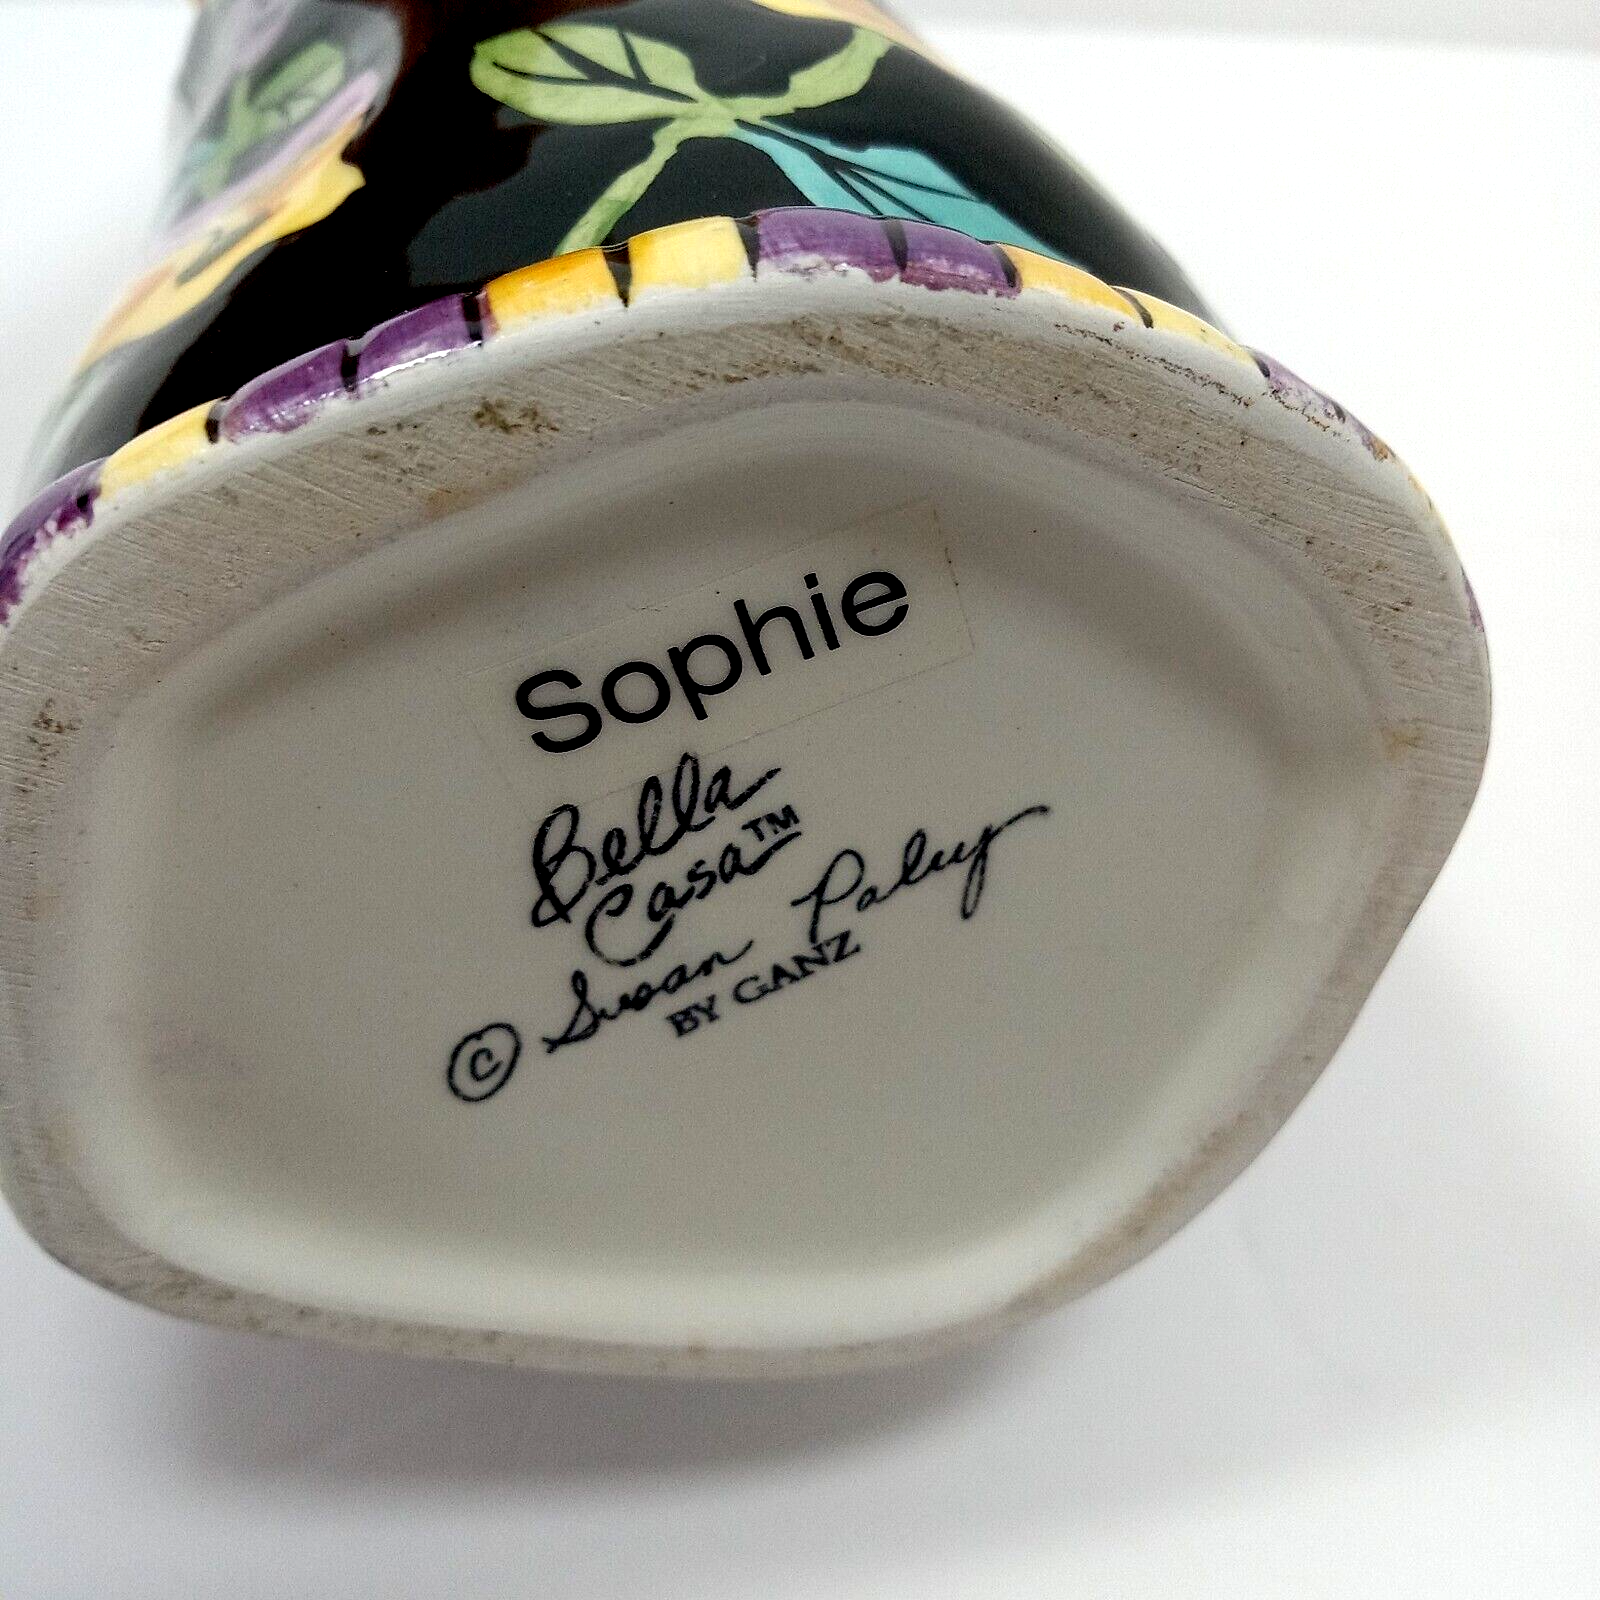 Sophie
Bella
Casa™
© Susan Paley
BY GANZ